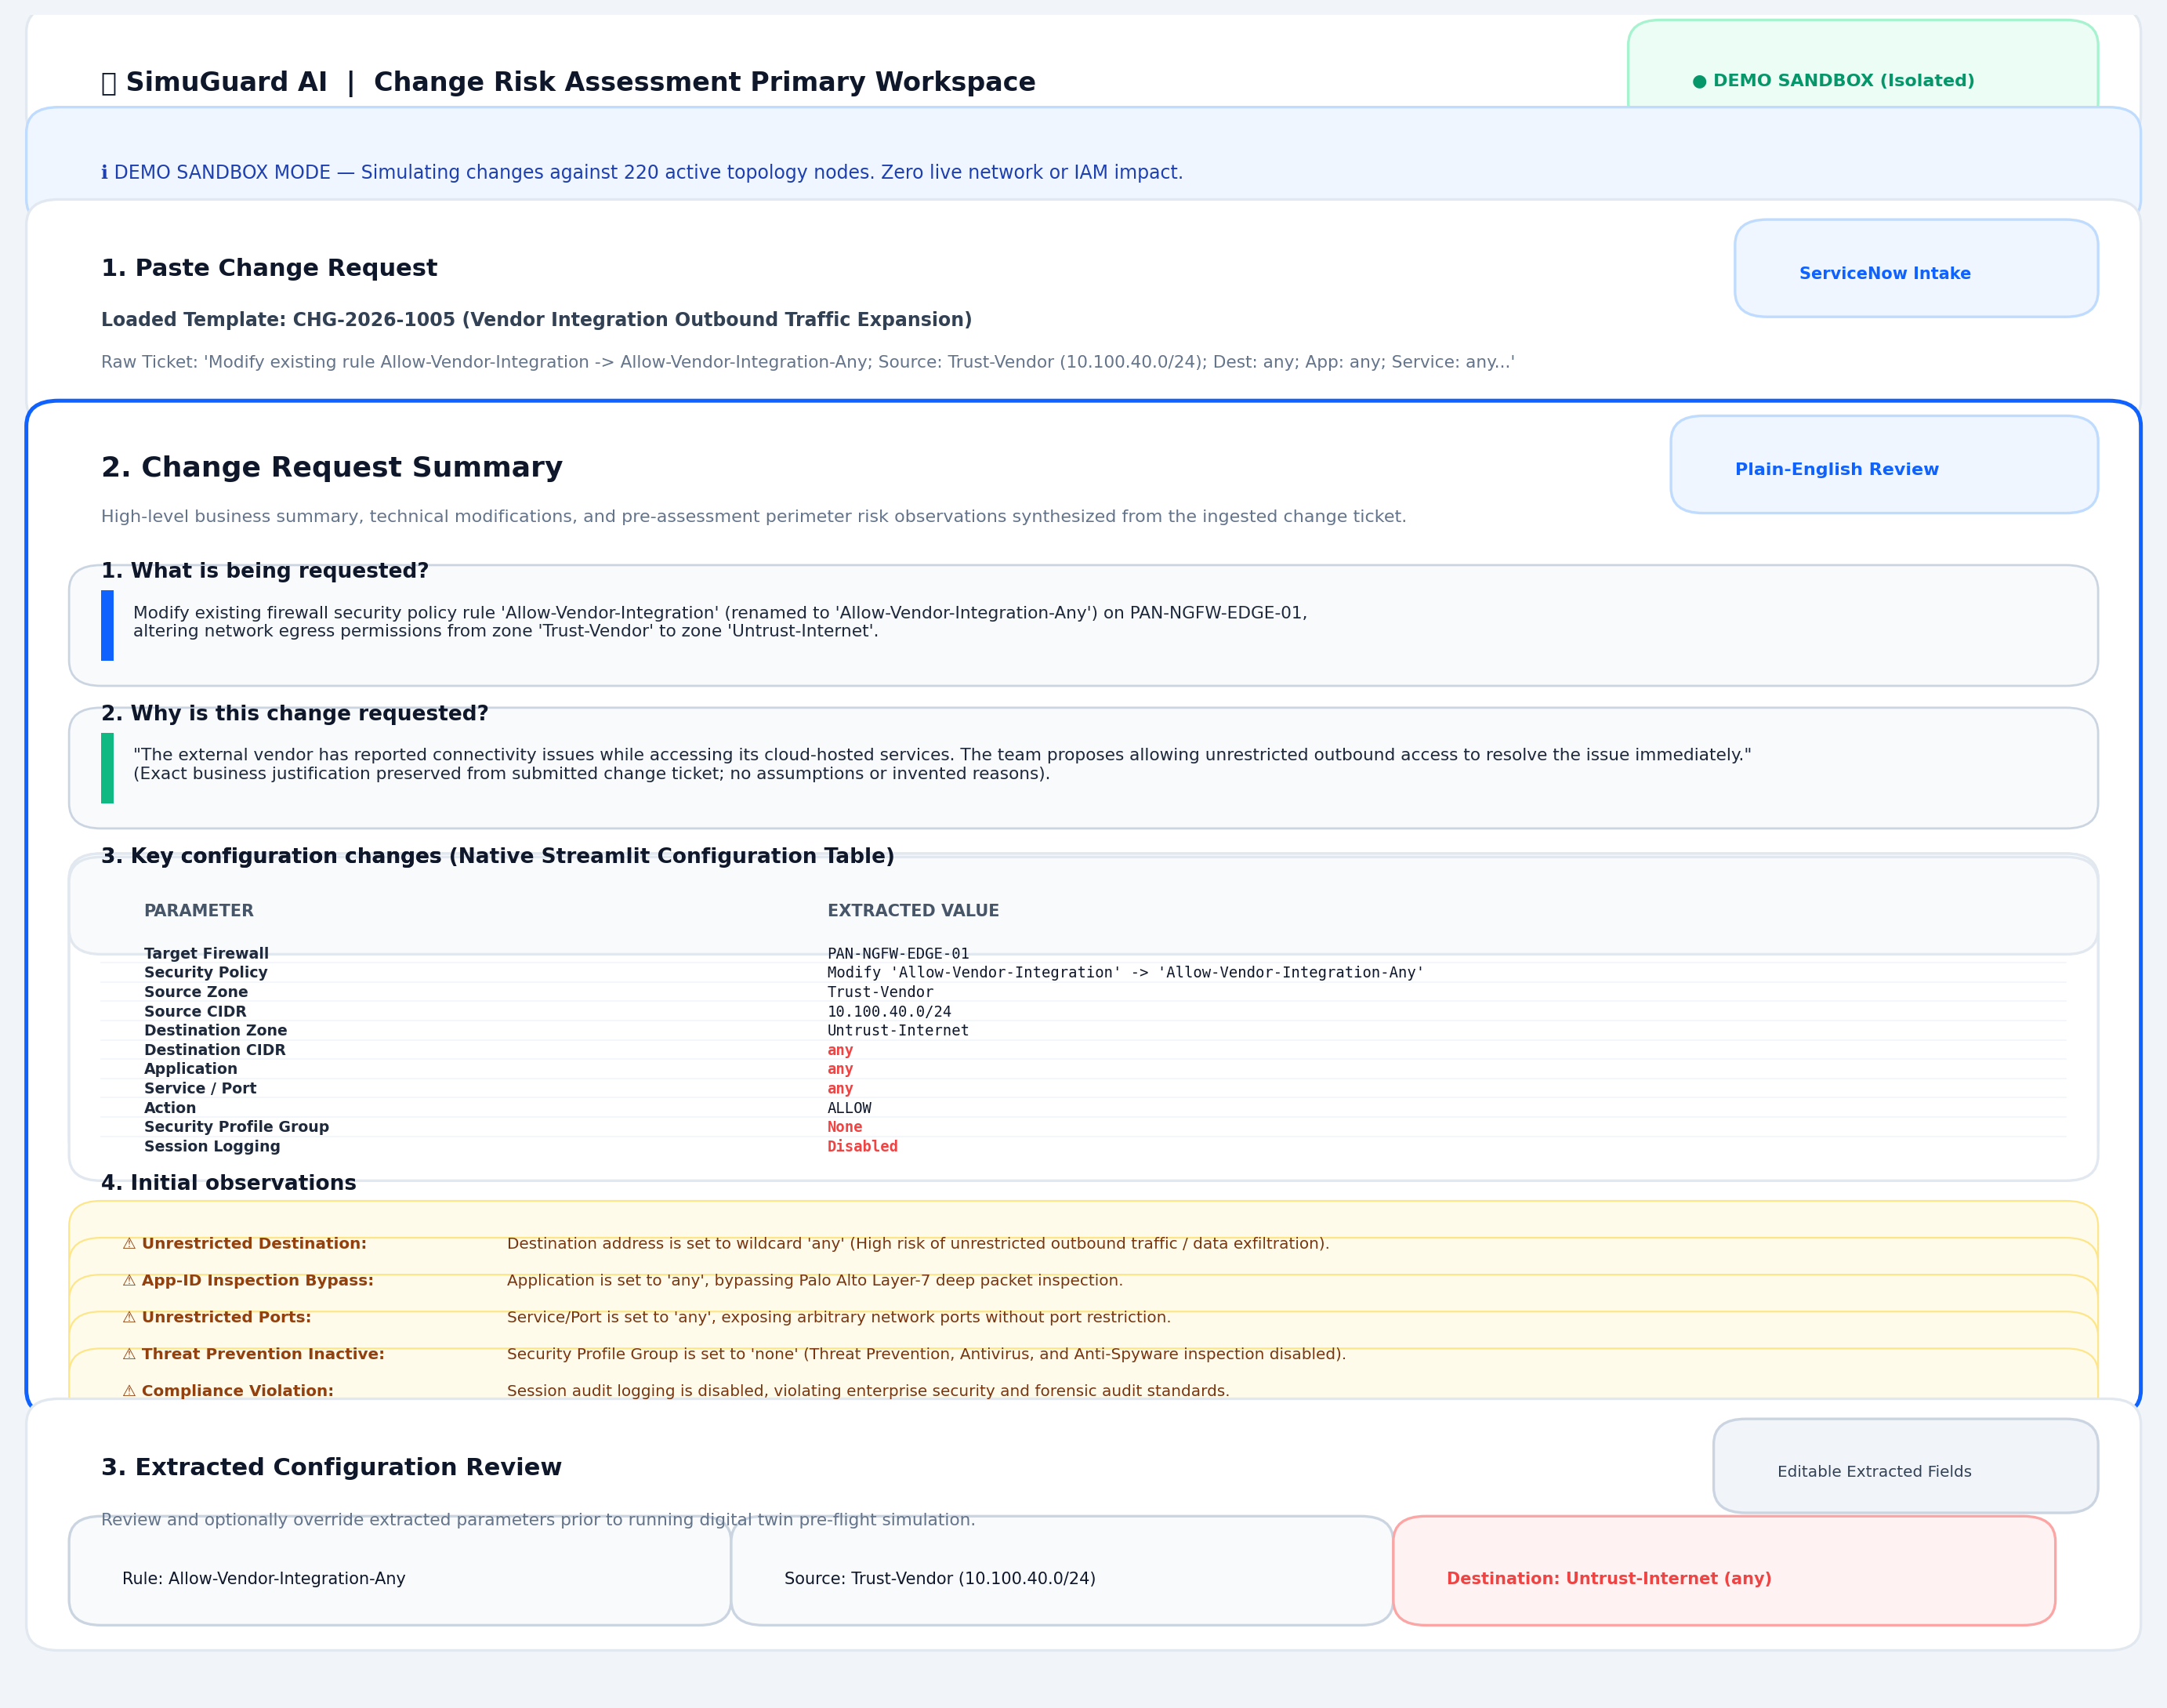 SimuGuard AI | Change Risk Assessment Primary Workspace
● DEMO SANDBOX (Isolated)
ℹ DEMO SANDBOX MODE — Simulating changes against 220 active topology nodes. Zero live network or IAM impact.
1. Paste Change Request
ServiceNow Intake
Loaded Template: CHG-2026-1005 (Vendor Integration Outbound Traffic Expansion)
Raw Ticket: 'Modify existing rule Allow-Vendor-Integration -> Allow-Vendor-Integration-Any; Source: Trust-Vendor (10.100.40.0/24); Dest: any; App: any; Service: any...'
2. Change Request Summary
Plain-English Review
High-level business summary, technical modifications, and pre-assessment perimeter risk observations synthesized from the ingested change ticket.
1. What is being requested?
Modify existing firewall security policy rule 'Allow-Vendor-Integration' (renamed to 'Allow-Vendor-Integration-Any') on PAN-NGFW-EDGE-01,
altering network egress permissions from zone 'Trust-Vendor' to zone 'Untrust-Internet'.
2. Why is this change requested?
"The external vendor has reported connectivity issues while accessing its cloud-hosted services. The team proposes allowing unrestricted outbound access to resolve the issue immediately."
(Exact business justification preserved from submitted change ticket; no assumptions or invented reasons).
3. Key configuration changes (Native Streamlit Configuration Table)
PARAMETER EXTRACTED VALUE
Target Firewall PAN-NGFW-EDGE-01
Security Policy Modify 'Allow-Vendor-Integration' -> 'Allow-Vendor-Integration-Any'
Source Zone Trust-Vendor
Source CIDR 10.100.40.0/24
Destination Zone Untrust-Internet
Destination CIDR any
Application any
Service / Port any
Action ALLOW
Security Profile Group None
Session Logging Disabled
4. Initial observations
⚠ Unrestricted Destination: Destination address is set to wildcard 'any' (High risk of unrestricted outbound traffic / data exfiltration).
⚠ App-ID Inspection Bypass: Application is set to 'any', bypassing Palo Alto Layer-7 deep packet inspection.
⚠ Unrestricted Ports: Service/Port is set to 'any', exposing arbitrary network ports without port restriction.
⚠ Threat Prevention Inactive: Security Profile Group is set to 'none' (Threat Prevention, Antivirus, and Anti-Spyware inspection disabled).
⚠ Compliance Violation: Session audit logging is disabled, violating enterprise security and forensic audit standards.
3. Extracted Configuration Review
Editable Extracted Fields
Review and optionally override extracted parameters prior to running digital twin pre-flight simulation.
Rule: Allow-Vendor-Integration-Any
Source: Trust-Vendor (10.100.40.0/24)
Destination: Untrust-Internet (any)